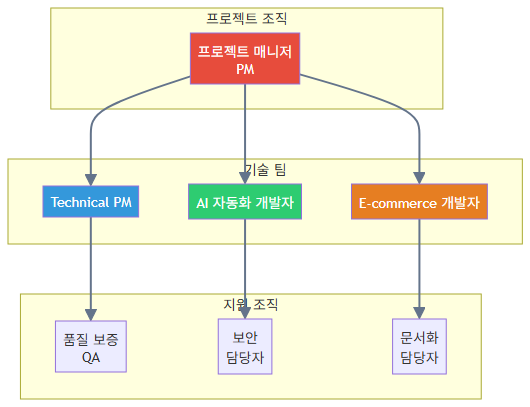 프로젝트 조직
프로젝트 매니저
PM
기술 팀
Technical PM
AI 자동화 개발자
E-commerce 개발자
지원 조직
품질 보증
QA
보안
담당자
문서화
담당자